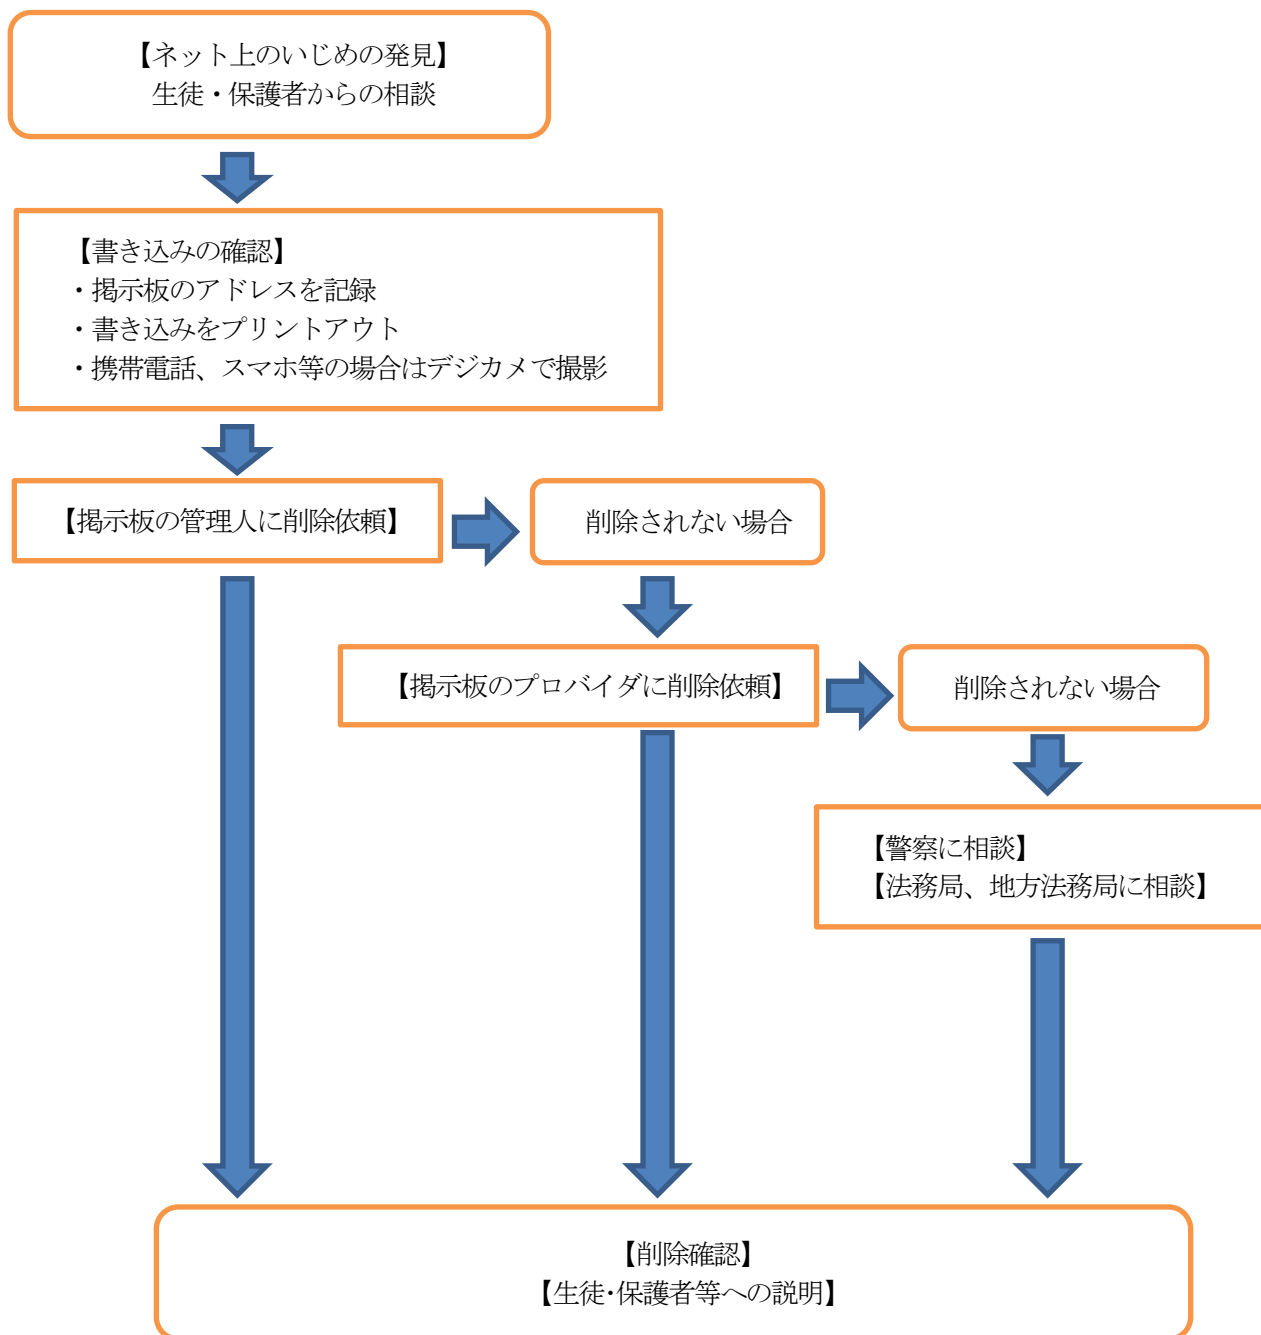 【ネット上のいじめの発見】
生徒・保護者からの相談
【書き込みの確認】
・掲示板のアドレスを記録
・書き込みをプリントアウト
・携帯電話、スマホ等の場合はデジカメで撮影
【掲示板の管理人に削除依頼】
削除されない場合
【掲示板のプロバイダに削除依頼】
削除されない場合
【警察に相談】
【法務局、地方法務局に相談】
【削除確認】
【生徒・保護者等への説明】